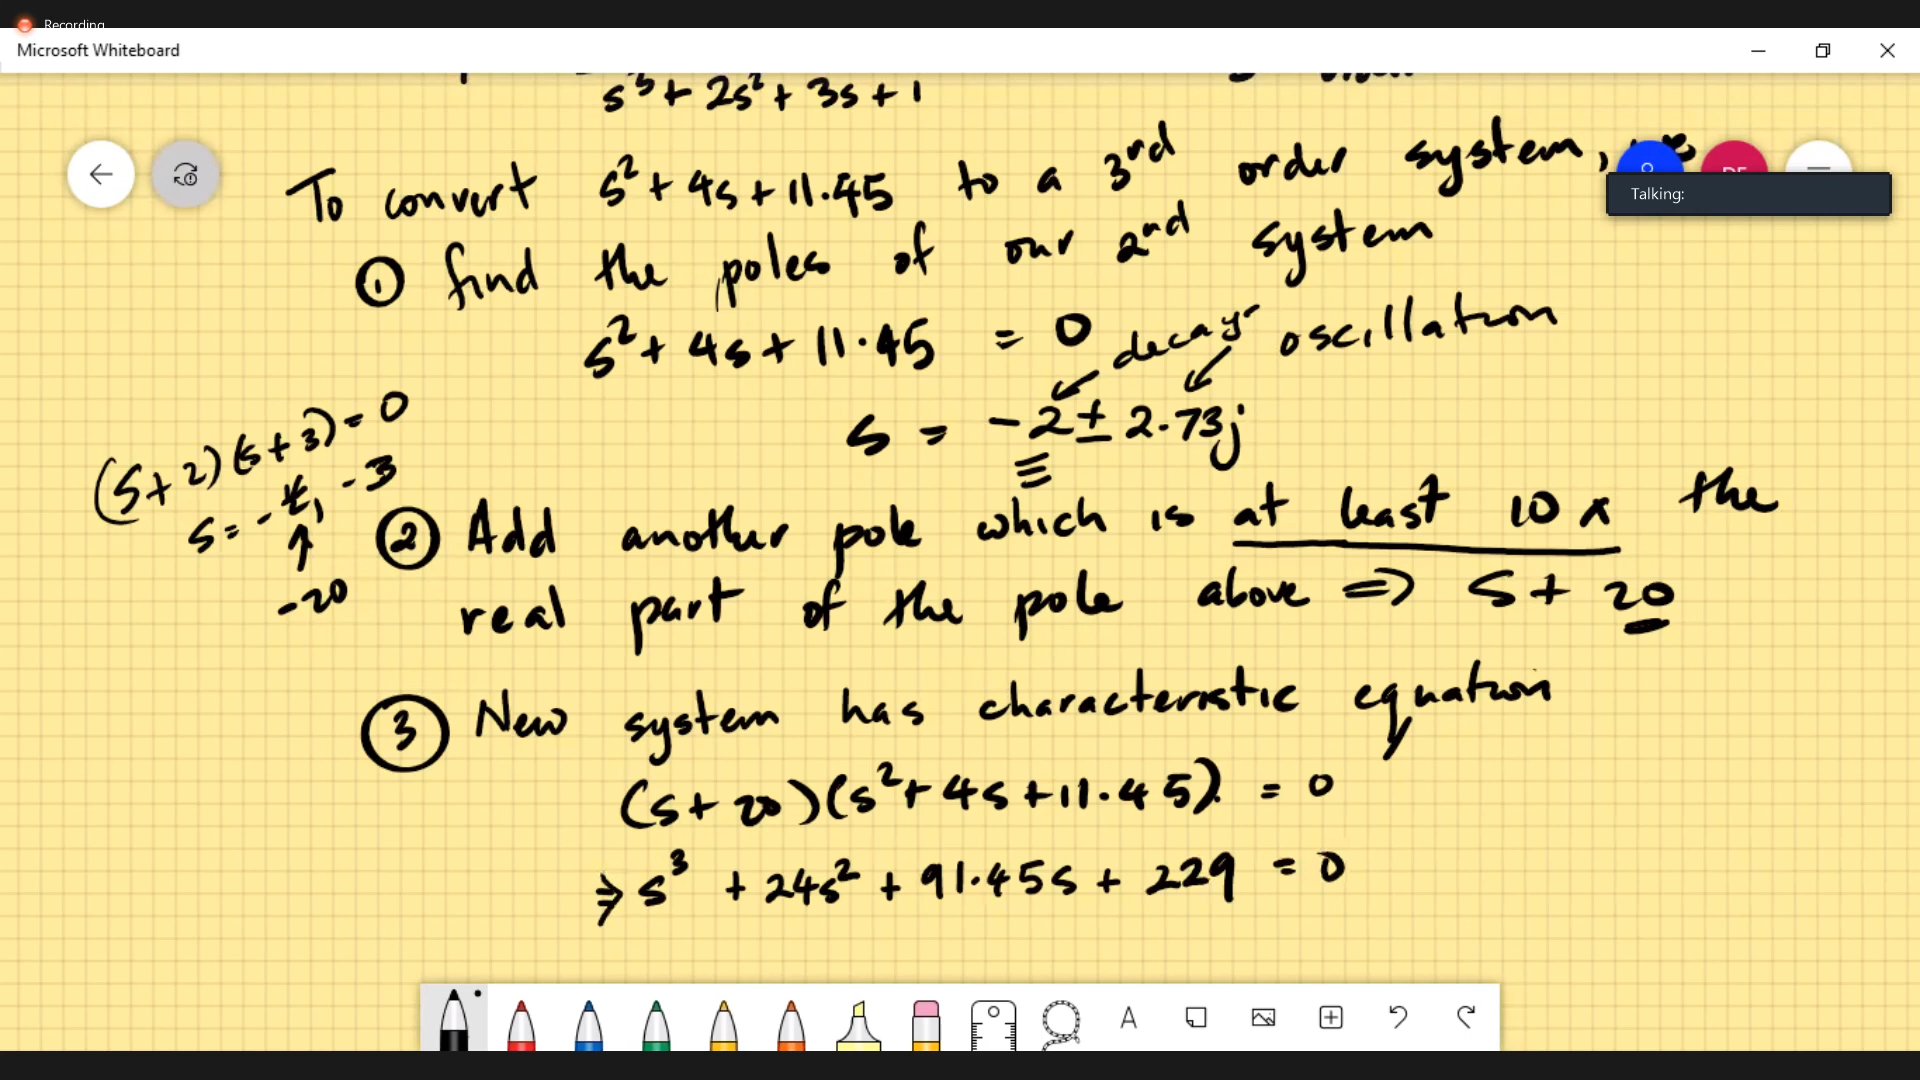 Recording
Microsoft Whiteboard
s³ + 2s² + 3s + 1
To convert s² + 4s + 11.45 to a 3rd order system,
Talking:
① find the poles of our 2nd system
s² + 4s + 11.45 = 0
decay oscillation
s = -2 ± 2.73j
(s+2)(s+3) = 0
-3
-20
② Add another pole which is at least 10x the
real part of the pole above ⇒ s + 20
③ New system has characteristic equation
(s + 20)(s² + 4s + 11.45) = 0
⇒ s³ + 24s² + 91.45s + 229 = 0